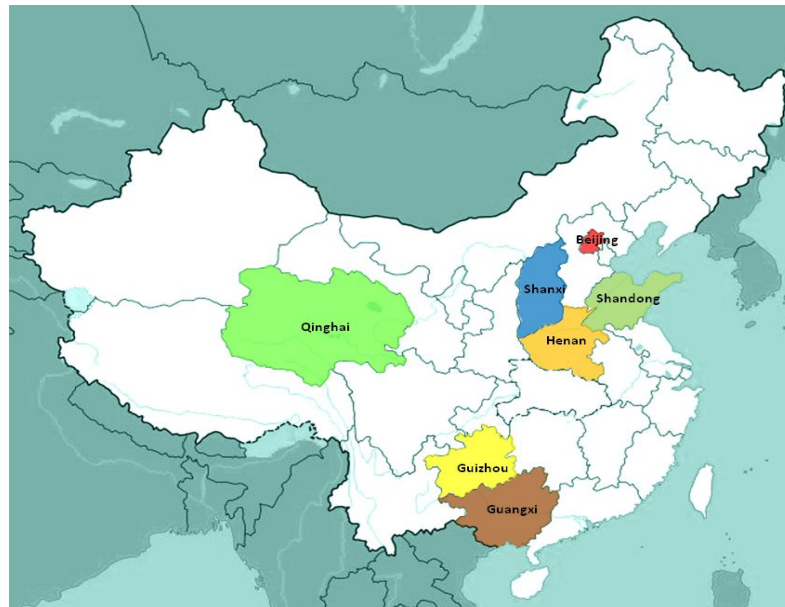 Beijing
Shanxi
Shandong
Qinghai
Henan
Guizhou
Guangxi